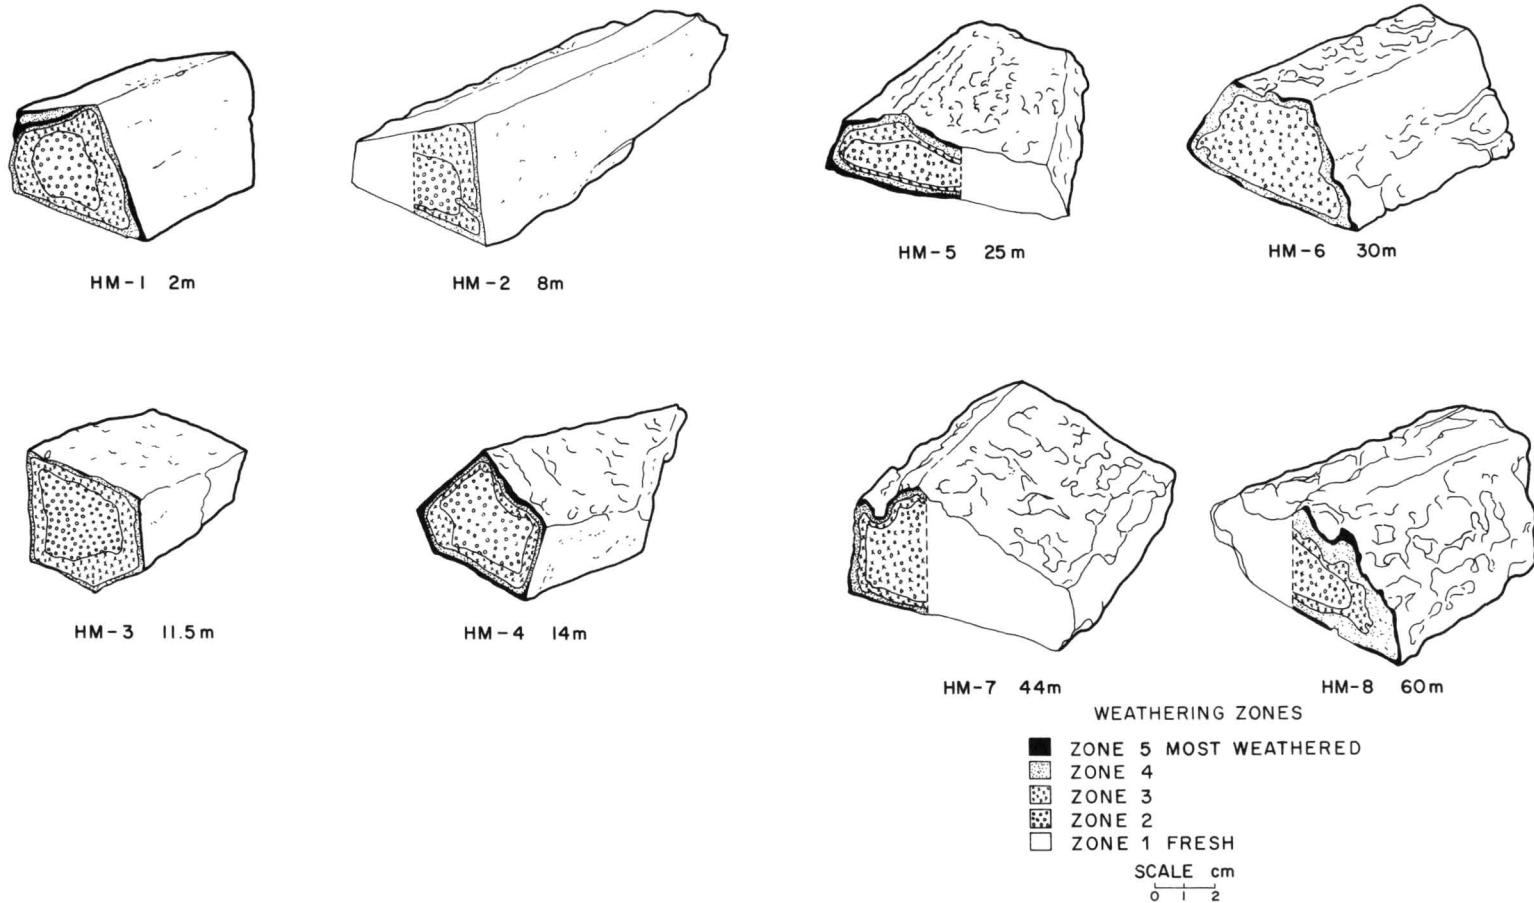 HM-1 2m
HM-2 8m
HM-5 25m
HM-6 30m
HM-3 11.5m
HM-4 14m
HM-7 44m
HM-8 60m
WEATHERING ZONES
ZONE 5 MOST WEATHERED
ZONE 4
ZONE 3
ZONE 2
ZONE 1 FRESH
SCALE cm
0 1 2